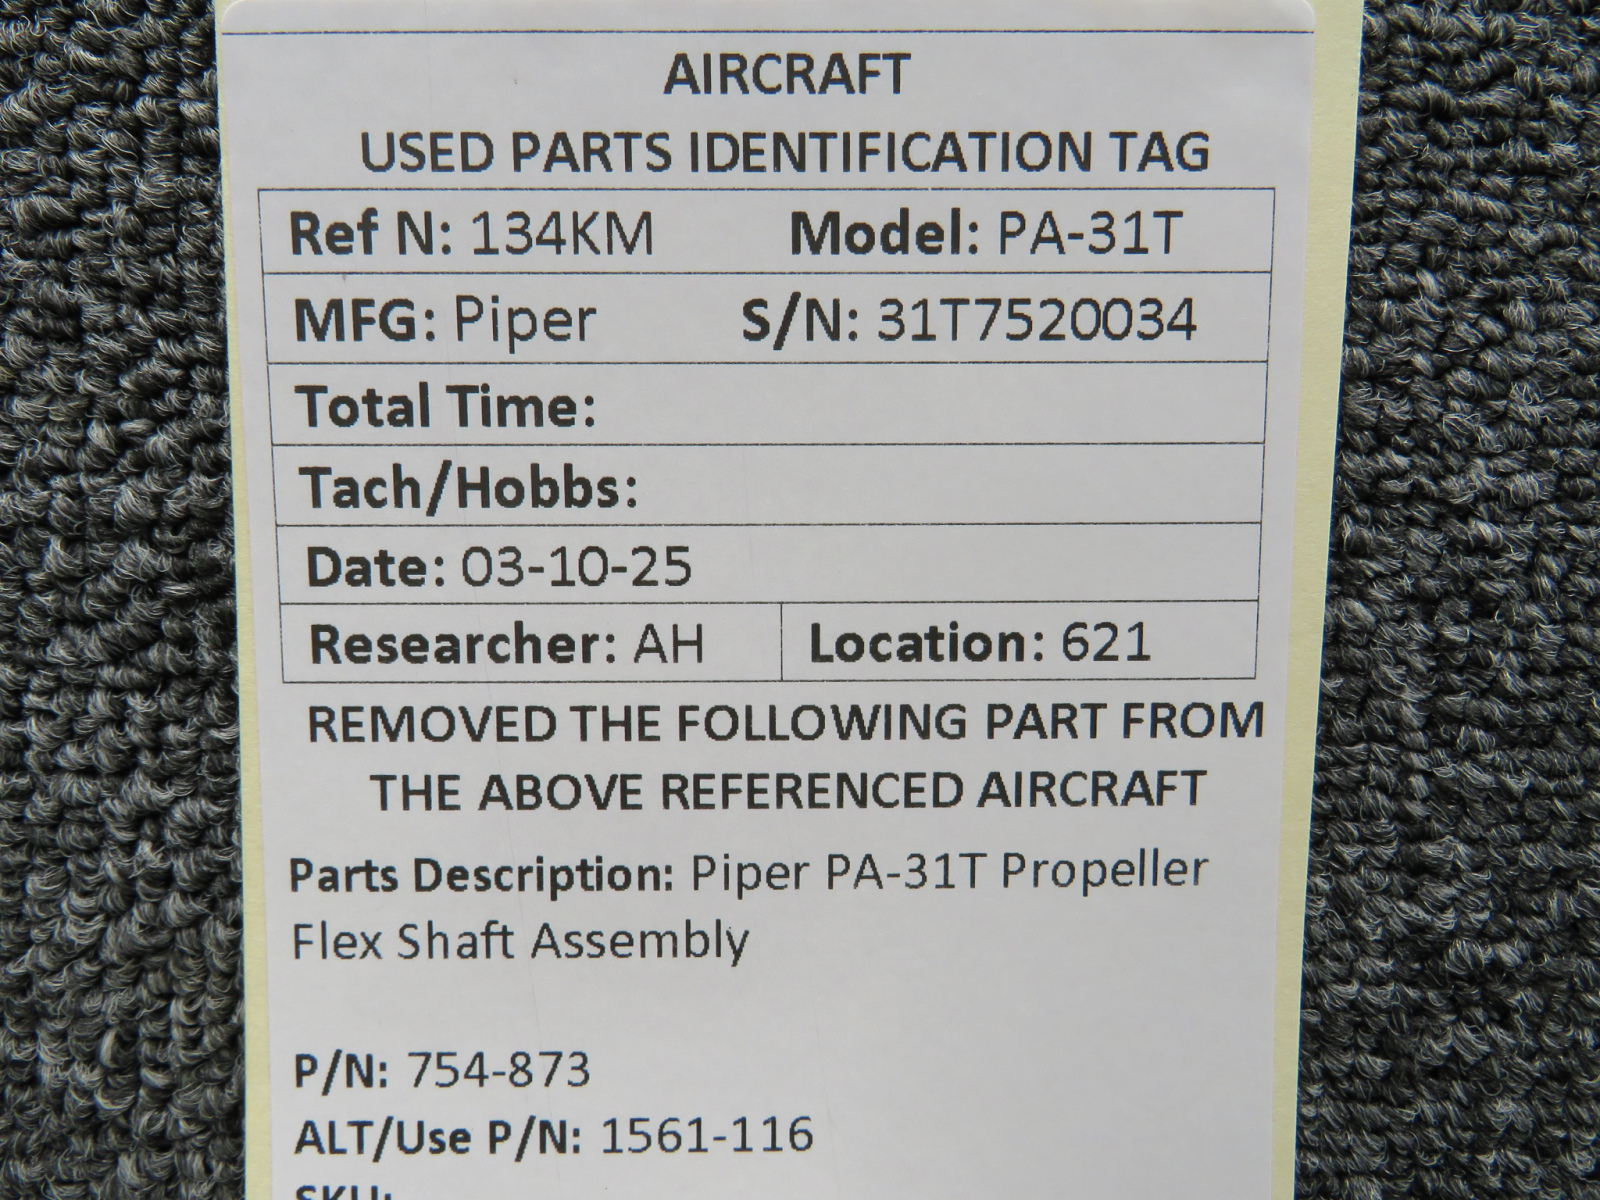 AIRCRAFT
USED PARTS IDENTIFICATION TAG
Ref N: 134KM Model: PA-31T
MFG: Piper S/N: 31T7520034
Total Time:
Tach/Hobbs:
Date: 03-10-25
Researcher: AH Location: 621
REMOVED THE FOLLOWING PART FROM
THE ABOVE REFERENCED AIRCRAFT
Parts Description: Piper PA-31T Propeller
Flex Shaft Assembly
P/N: 754-873
ALT/Use P/N: 1561-116
SKU: